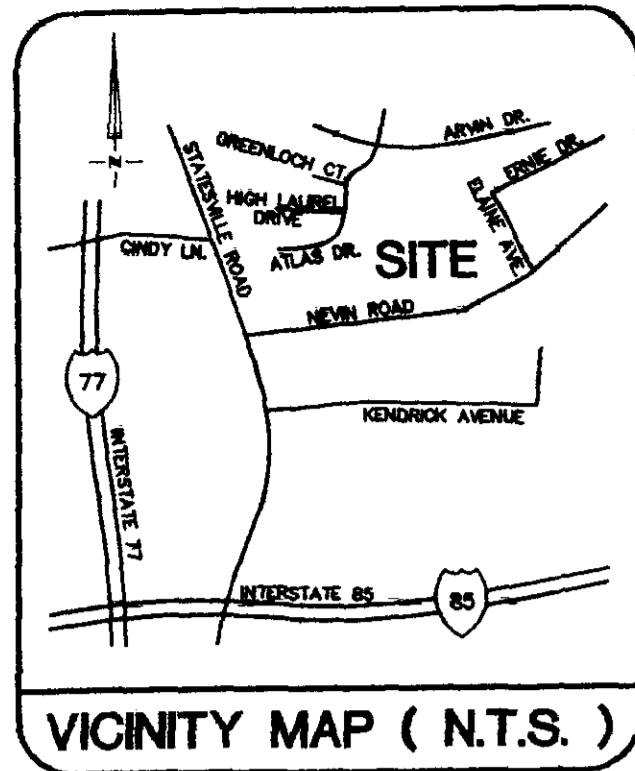 N
STATESVILLE ROAD
GREENLOCH CT.
ARVIN DR.
ERNIE DR.
HIGH LAUREL
DRIVE
ELAINE AVE.
CINDY LN.
ATLAS DR.
SITE
NEVIN ROAD
77
KENDRICK AVENUE
INTERSTATE 77
INTERSTATE 85
85
VICINITY MAP ( N.T.S. )